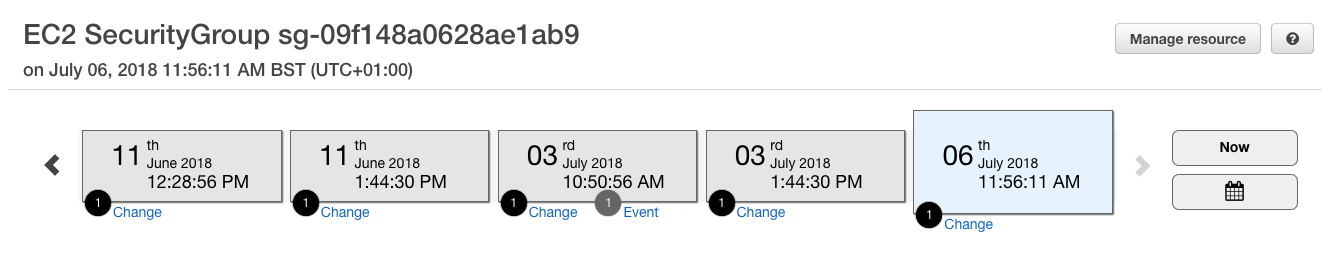 EC2 SecurityGroup sg-09f148a0628ae1ab9
Manage resource
?
on July 06, 2018 11:56:11 AM BST (UTC+01:00)
11 th June 2018
12:28:56 PM
1 Change
11 th June 2018
1:44:30 PM
1 Change
03 rd July 2018
10:50:56 AM
1 Change 1 Event
03 rd July 2018
1:44:30 PM
1 Change
06 th July 2018
11:56:11 AM
1 Change
Now